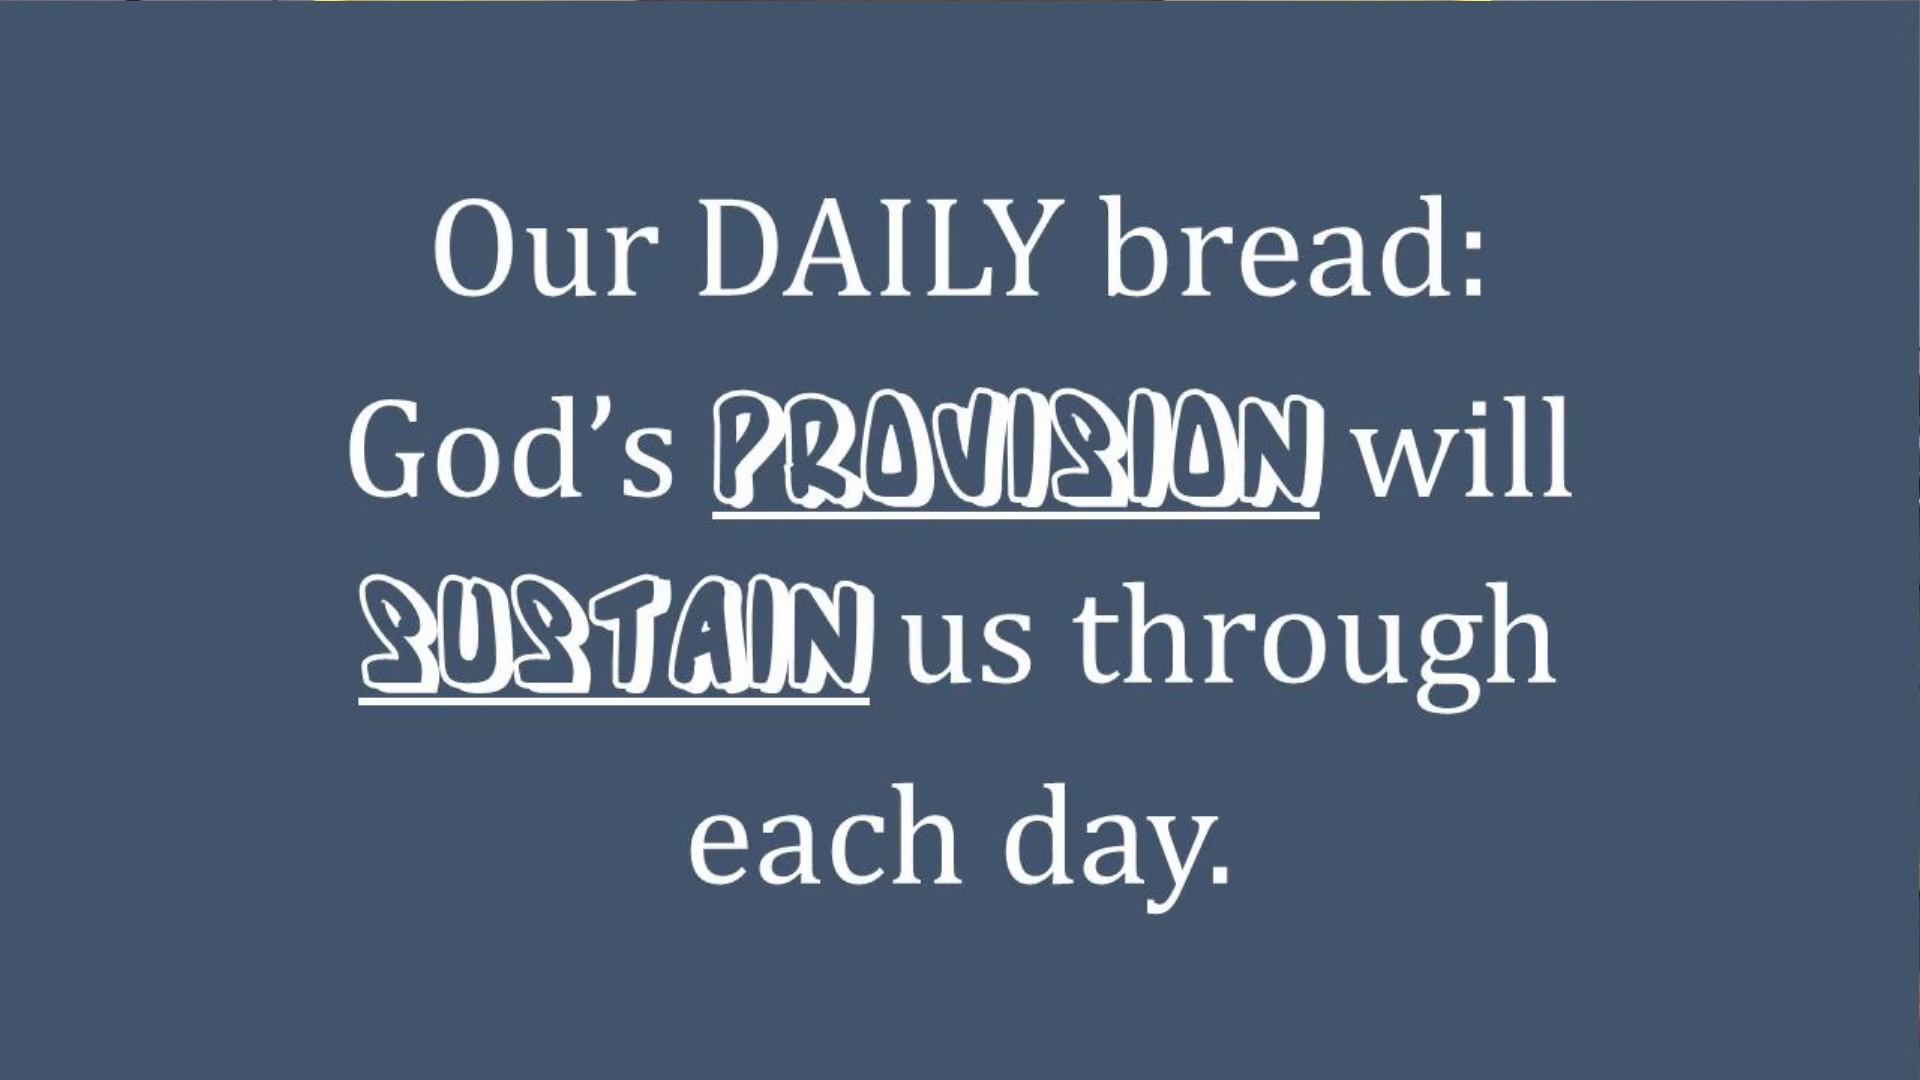 Our DAILY bread:
God’s PROVISION will
SUSTAIN us through
each day.